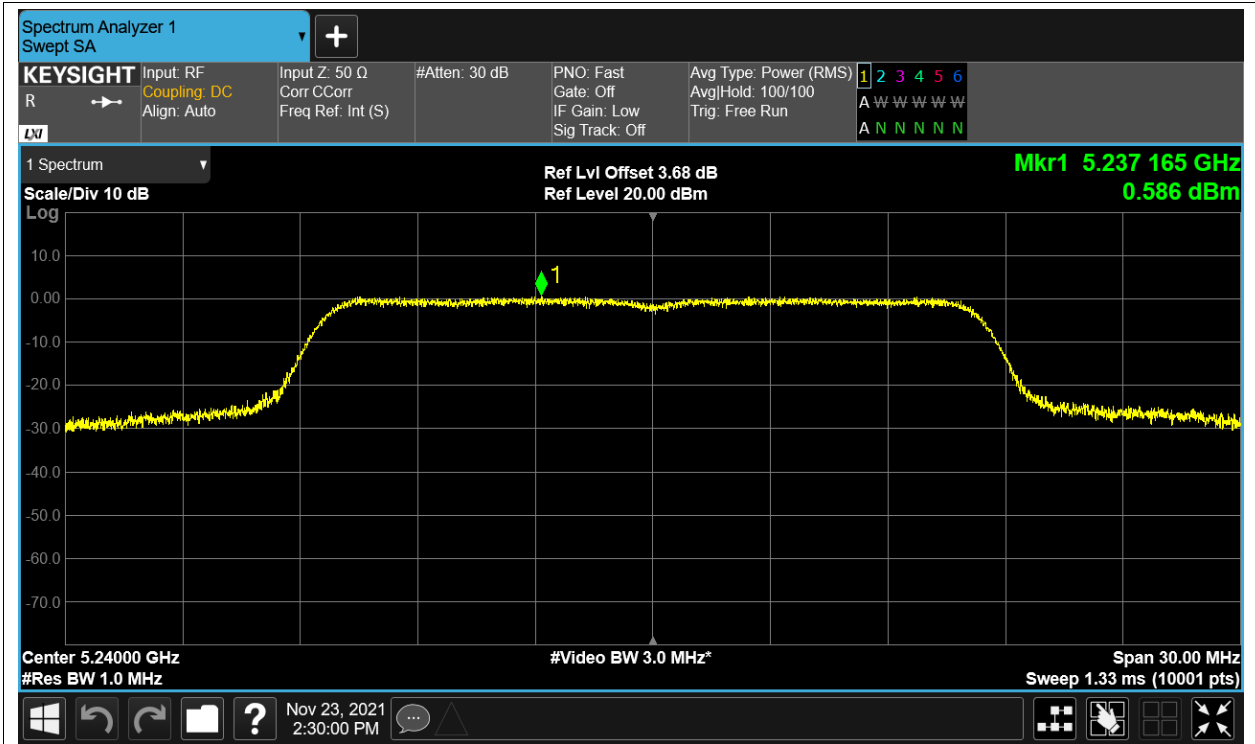 Spectrum Analyzer 1
Swept SA
KEYSIGHT
R
LXI
Input: RF
Coupling: DC
Align: Auto
Input Z: 50 Ω
Corr CCorr
Freq Ref: Int (S)
#Atten: 30 dB
PNO: Fast
Gate: Off
IF Gain: Low
Sig Track: Off
Avg Type: Power (RMS)
Avg|Hold: 100/100
Trig: Free Run
1 2 3 4 5 6
A W W W W W
A N N N N N
1 Spectrum
Scale/Div 10 dB
Log
Ref Lvl Offset 3.68 dB
Ref Level 20.00 dBm
Mkr1 5.237 165 GHz
0.586 dBm
1
10.0
0.00
-10.0
-20.0
-30.0
-40.0
-50.0
-60.0
-70.0
Center 5.24000 GHz
#Res BW 1.0 MHz
#Video BW 3.0 MHz*
Span 30.00 MHz
Sweep 1.33 ms (10001 pts)
?
Nov 23, 2021
2:30:00 PM